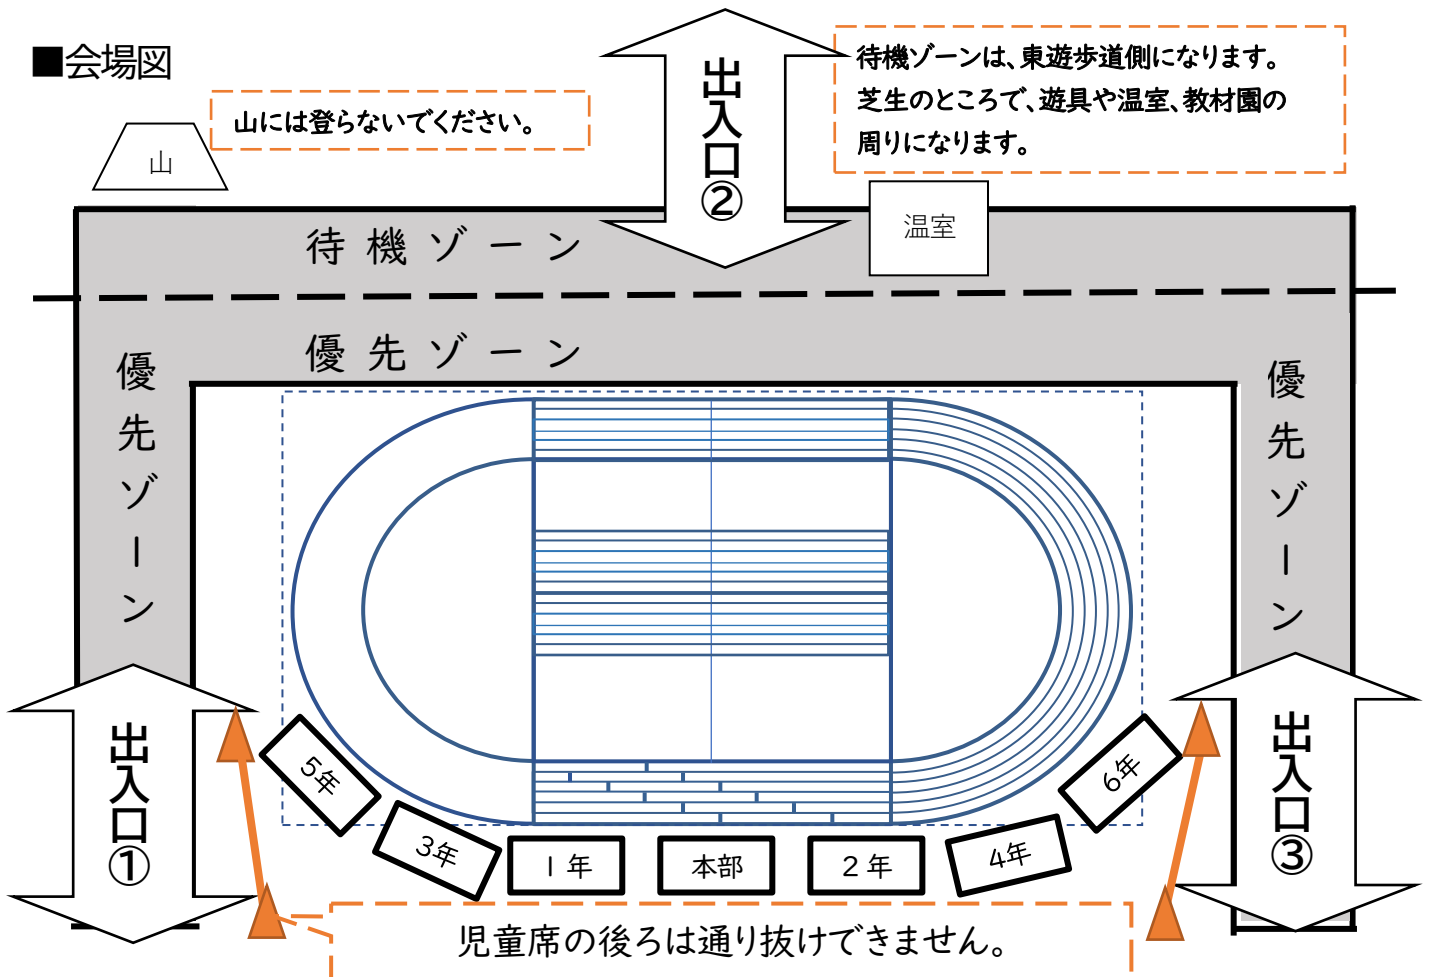 ■会場図
山には登らないでください。
待機ゾーンは、東遊歩道側になります。
芝生のところで、遊具や温室、教材園の
周りになります。
山
出入口②
温室
待機ゾーン
優先ゾーン
優先ゾーン
優先ゾーン
出入口①
出入口③
5年
3年
1年
本部
2年
4年
6年
児童席の後ろは通り抜けできません。